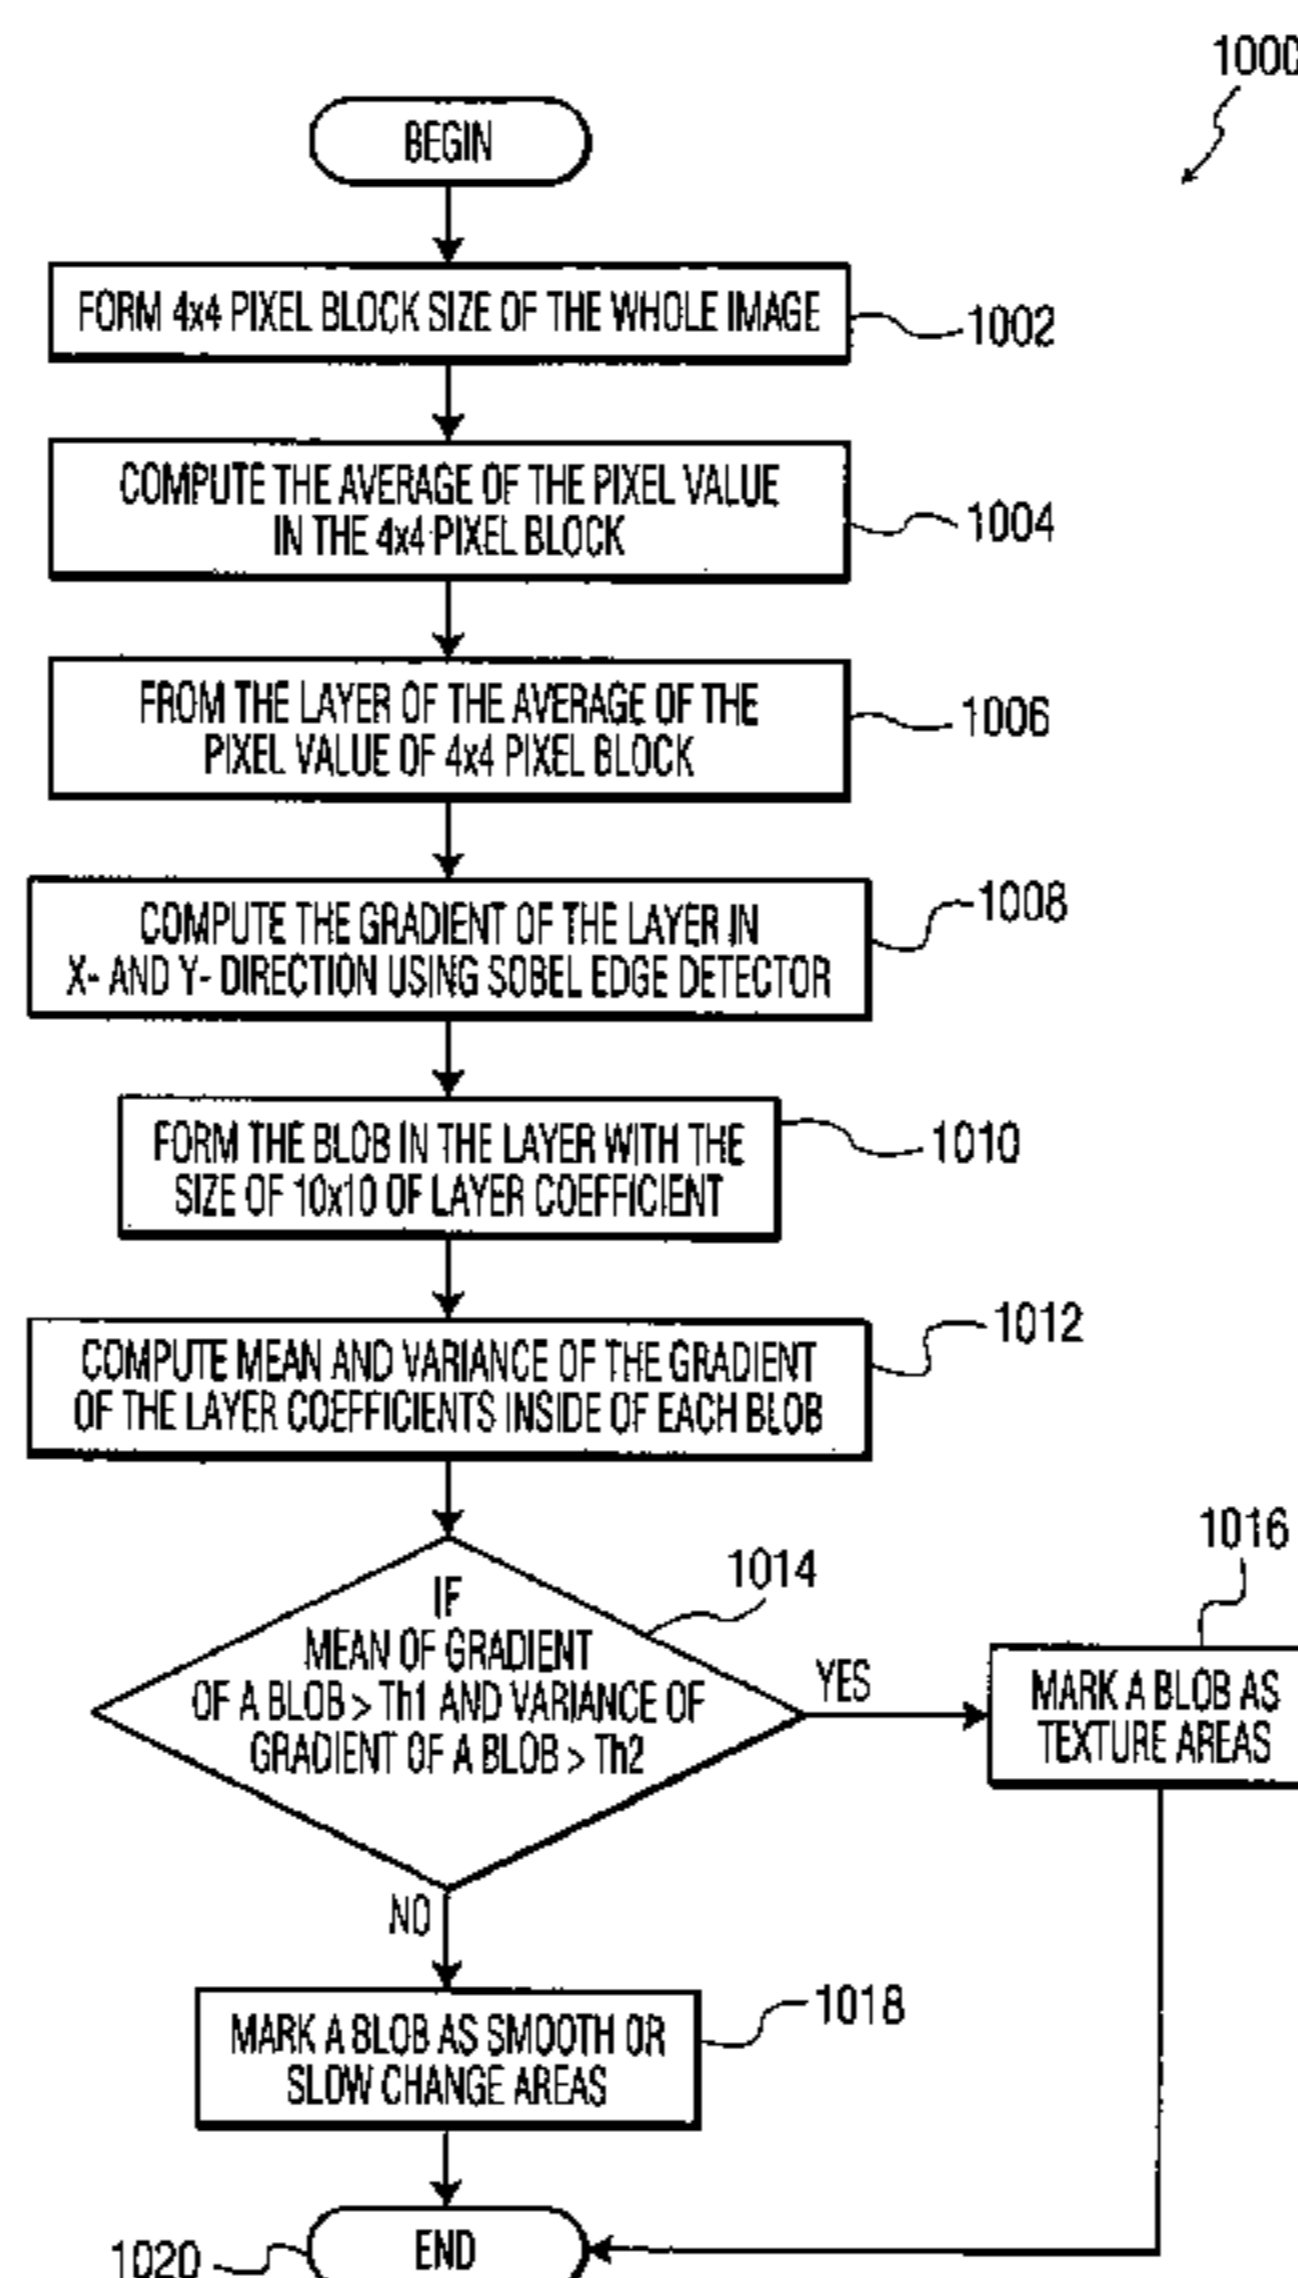 1000
BEGIN
FORM 4x4 PIXEL BLOCK SIZE OF THE WHOLE IMAGE
1002
COMPUTE THE AVERAGE OF THE PIXEL VALUE
IN THE 4x4 PIXEL BLOCK
1004
FROM THE LAYER OF THE AVERAGE OF THE
PIXEL VALUE OF 4x4 PIXEL BLOCK
1006
COMPUTE THE GRADIENT OF THE LAYER IN
X- AND Y- DIRECTION USING SOBEL EDGE DETECTOR
1008
FORM THE BLOB IN THE LAYER WITH THE
SIZE OF 10x10 OF LAYER COEFFICIENT
1010
COMPUTE MEAN AND VARIANCE OF THE GRADIENT
OF THE LAYER COEFFICIENTS INSIDE OF EACH BLOB
1012
IF
MEAN OF GRADIENT
OF A BLOB > Th1 AND VARIANCE OF
GRADIENT OF A BLOB > Th2
1014
YES
1016
MARK A BLOB AS
TEXTURE AREAS
NO
MARK A BLOB AS SMOOTH OR
SLOW CHANGE AREAS
1018
END
1020